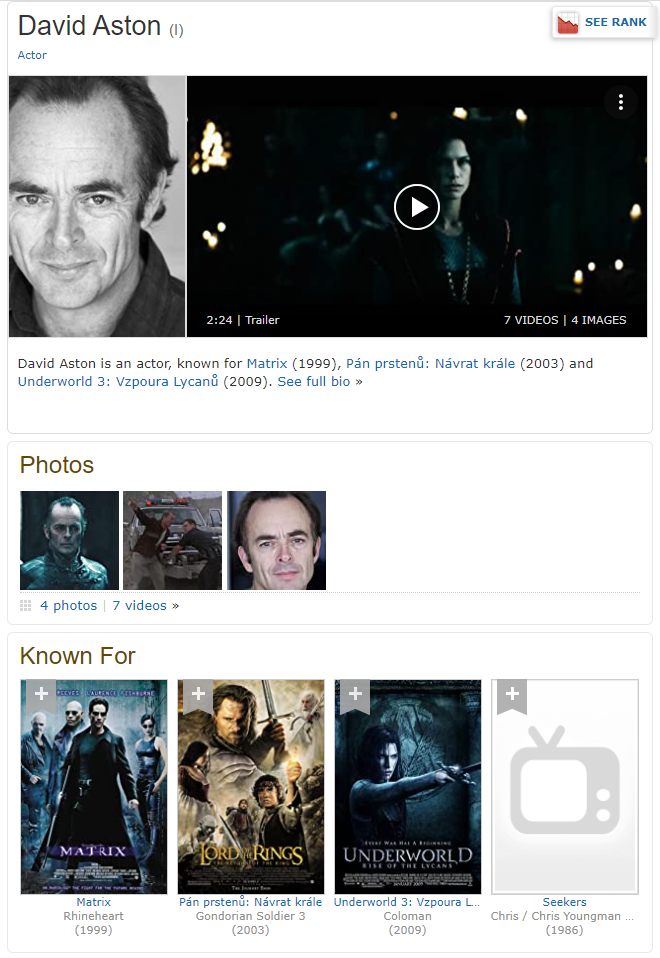 David Aston (I)
SEE RANK
Actor
2:24 | Trailer
7 VIDEOS | 4 IMAGES
David Aston is an actor, known for Matrix (1999), Pán prstenů: Návrat krále (2003) and
Underworld 3: Vzpoura Lycanů (2009). See full bio »
Photos
4 photos | 7 videos »
Known For
REEVES LAURENCE FISHBURNE
MATRIX
THE LORD OF THE RINGS
THE RETURN OF THE KING
EVERY WAR HAS A BEGINNING
UNDERWORLD
RISE OF THE LYCANS
JANUARY 2009
Matrix
Rhineheart
(1999)
Pán prstenů: Návrat krále
Gondorian Soldier 3
(2003)
Underworld 3: Vzpoura L...
Coloman
(2009)
Seekers
Chris / Chris Youngman ...
(1986)